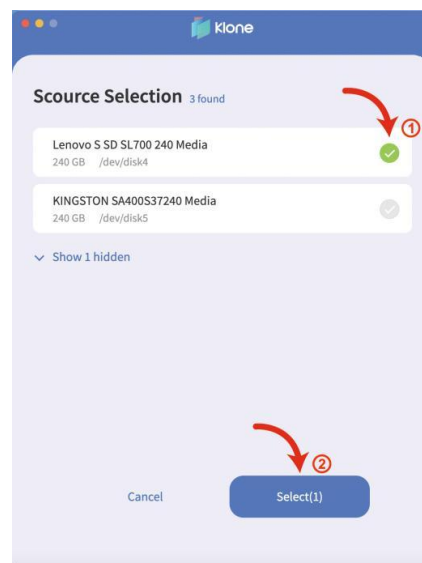 Klone
Scource Selection 3 found
①
Lenovo S SD SL700 240 Media
240 GB /dev/disk4
KINGSTON SA400S37240 Media
240 GB /dev/disk5
Show 1 hidden
②
Cancel Select(1)